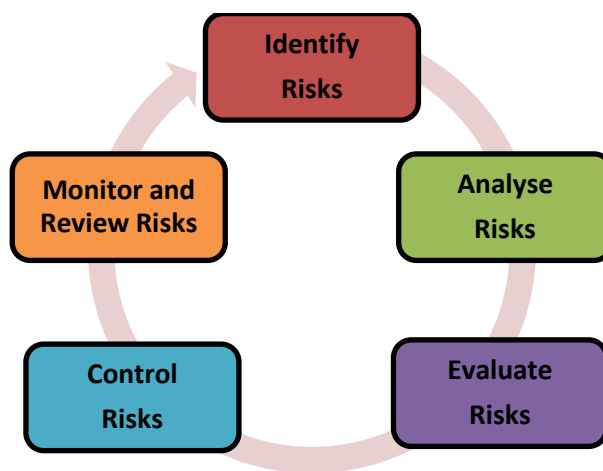 Identify
Risks
Analyse
Risks
Evaluate
Risks
Control
Risks
Monitor and
Review Risks